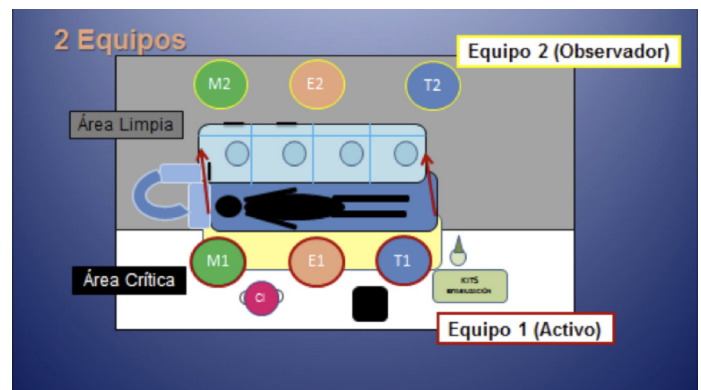 2 Equipos
Equipo 2 (Observador)
M2
E2
T2
Área Limpia
M1
E1
T1
Área Crítica
CI
KITS
Equipo 1 (Activo)